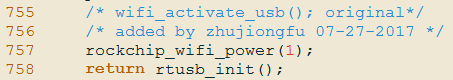 755 /* wifi_activate_usb(); original*/
756 /* added by zhujiongfu 07-27-2017 */
757 rockchip_wifi_power(1);
758 return rtusb_init();